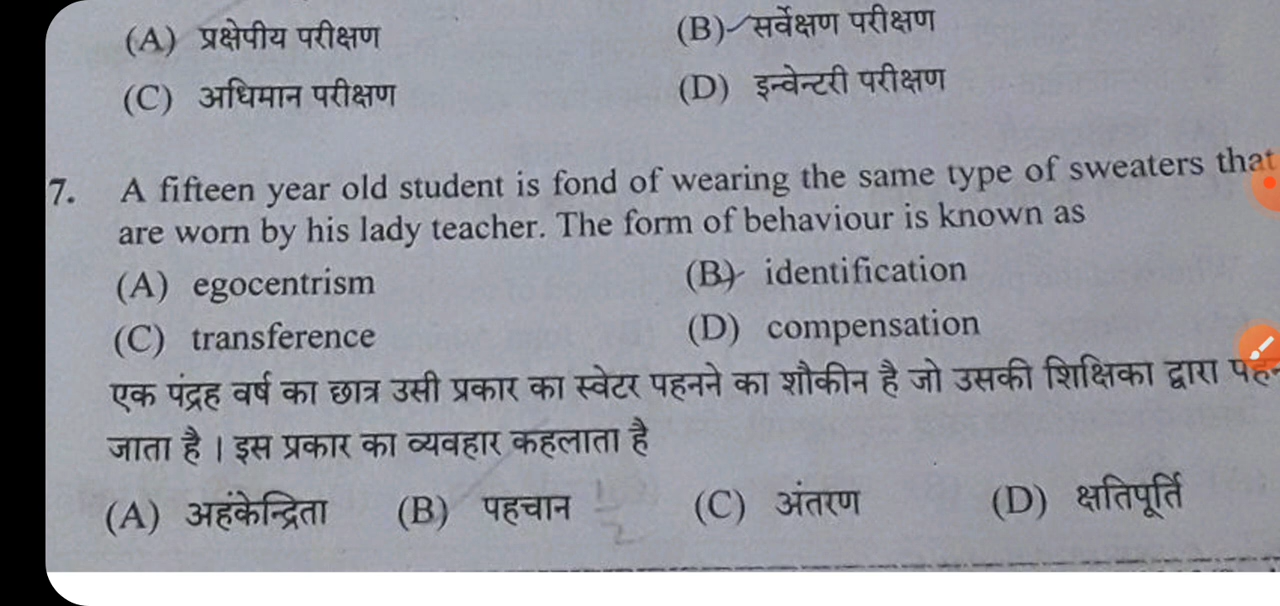 (A) प्रक्षेपीय परीक्षण (B) सर्वेक्षण परीक्षण
(C) अधिमान परीक्षण (D) इन्वेन्टरी परीक्षण
7. A fifteen year old student is fond of wearing the same type of sweaters that
are worn by his lady teacher. The form of behaviour is known as
(A) egocentrism (B) identification
(C) transference (D) compensation
एक पंद्रह वर्ष का छात्र उसी प्रकार का स्वेटर पहनने का शौकीन है जो उसकी शिक्षिका द्वारा
जाता है । इस प्रकार का व्यवहार कहलाता है
(A) अहंकेन्द्रिता (B) पहचान (C) अंतरण (D) क्षतिपूर्ति